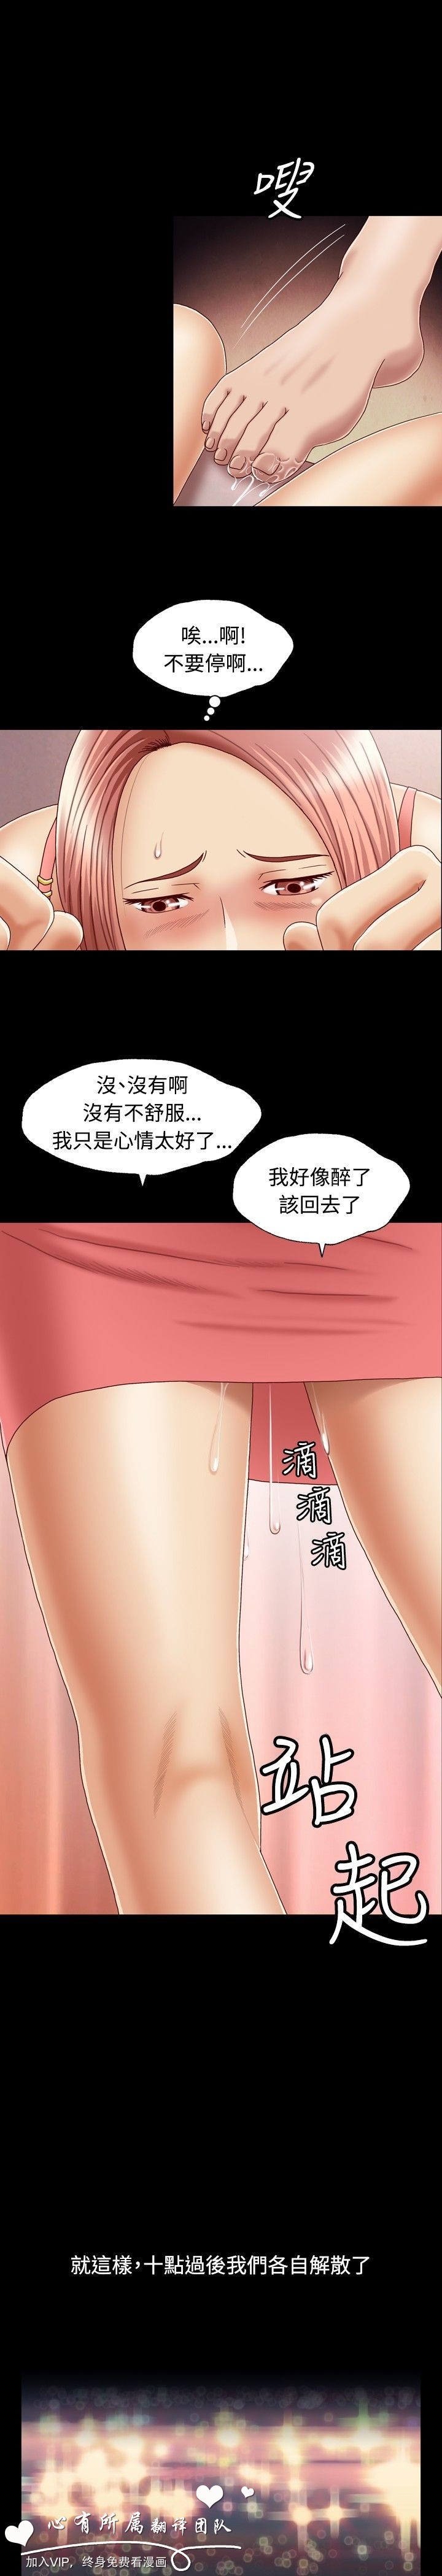 嗖
唉...啊!
不要停啊...
沒、沒有啊
沒有不舒服...
我只是心情太好了...
我好像醉了
該回去了
滴
滴
滴
站
起
就這樣,十點過後我們各自解散了
心有所属翻译团队
加入VIP，终身免费看漫画